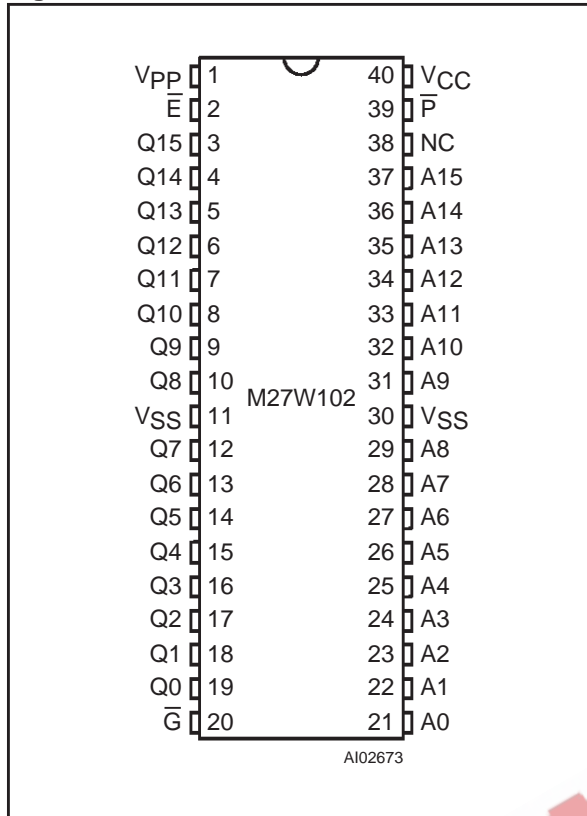 VPP 1 40 VCC
E̅ 2 39 P̅
Q15 3 38 NC
Q14 4 37 A15
Q13 5 36 A14
Q12 6 35 A13
Q11 7 34 A12
Q10 8 33 A11
Q9 9 32 A10
Q8 10 31 A9
M27W102
VSS 11 30 VSS
Q7 12 29 A8
Q6 13 28 A7
Q5 14 27 A6
Q4 15 26 A5
Q3 16 25 A4
Q2 17 24 A3
Q1 18 23 A2
Q0 19 22 A1
G̅ 20 21 A0
AI02673